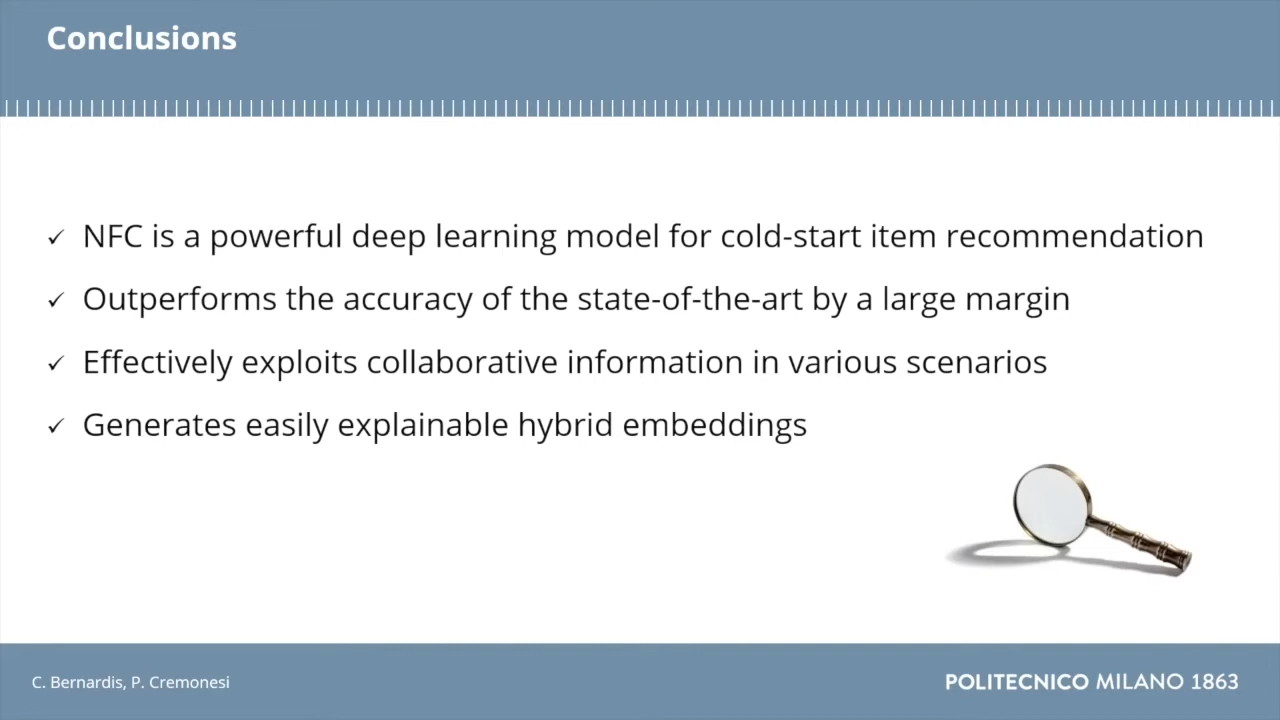 Conclusions
✓ NFC is a powerful deep learning model for cold-start item recommendation
✓ Outperforms the accuracy of the state-of-the-art by a large margin
✓ Effectively exploits collaborative information in various scenarios
✓ Generates easily explainable hybrid embeddings
C. Bernardis, P. Cremonesi
POLITECNICO MILANO 1863